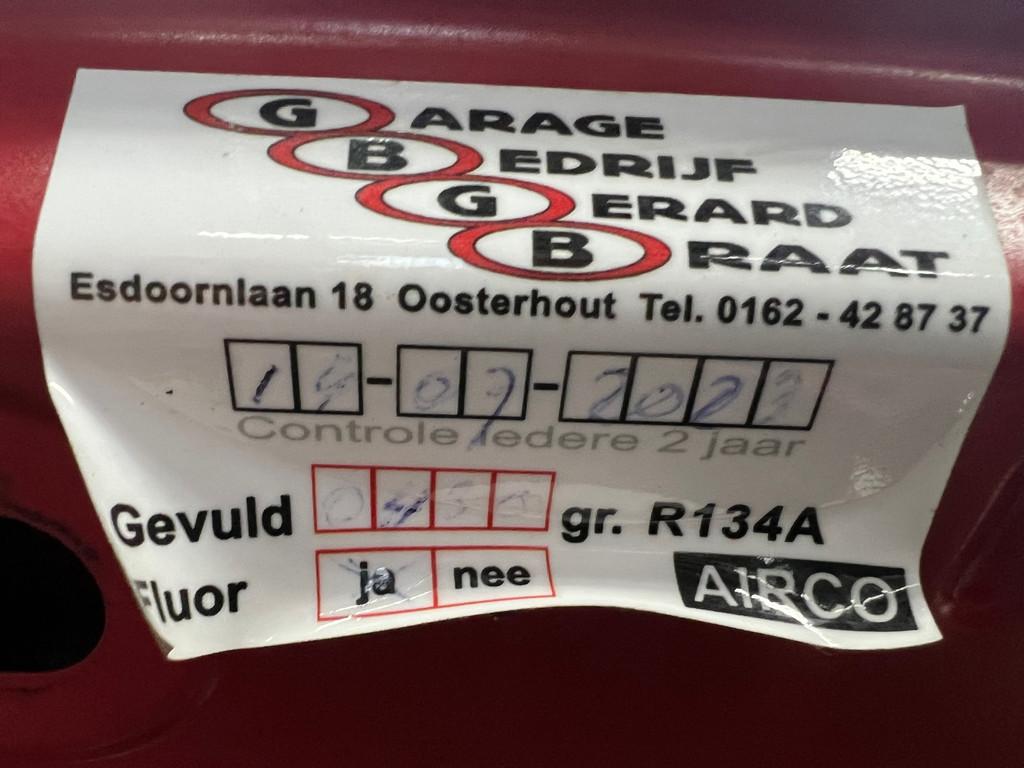 GARAGE
BEDRIJF
GERARD
BRAAT
Esdoornlaan 18 Oosterhout Tel. 0162 - 42 87 37
14-07-2022
Controle iedere 2 jaar
Gevuld 0450 gr. R134A
Fluor ja nee
AIRCO